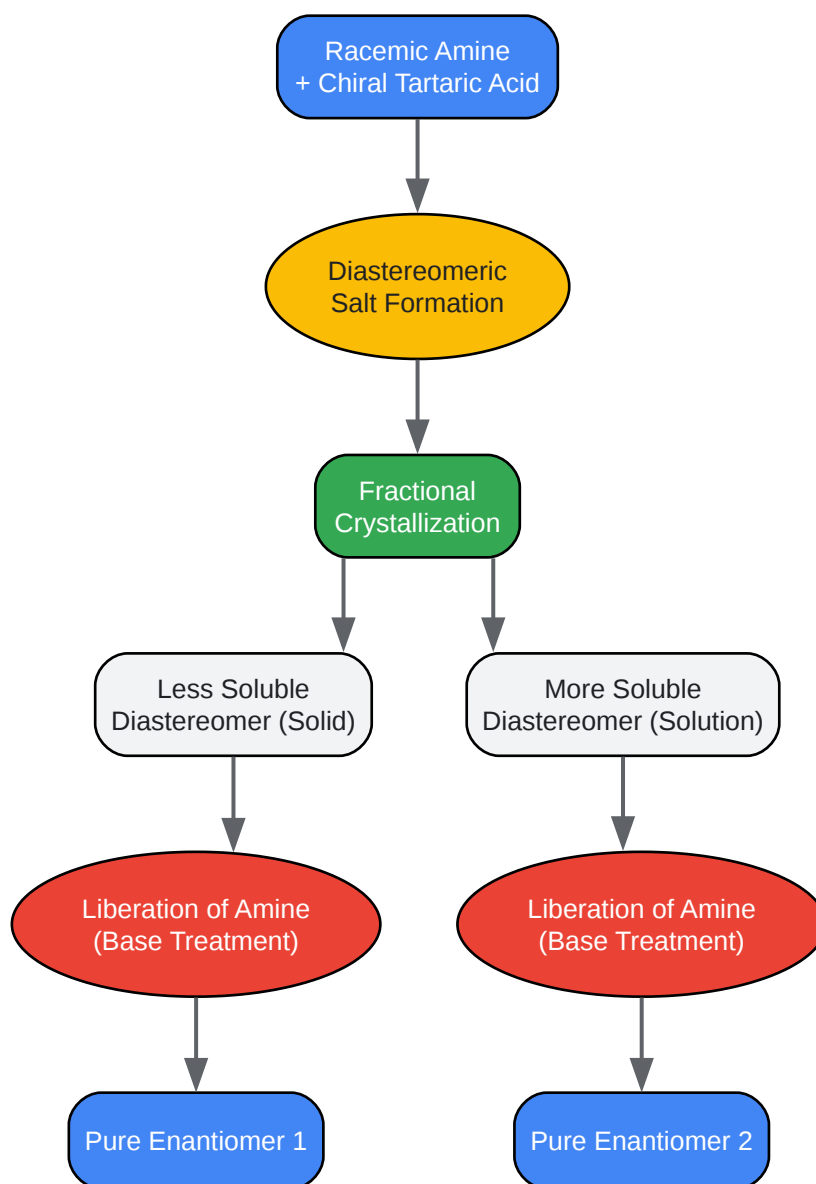 Racemic Amine
+ Chiral Tartaric Acid
Diastereomeric
Salt Formation
Fractional
Crystallization
Less Soluble
Diastereomer (Solid)
More Soluble
Diastereomer (Solution)
Liberation of Amine
(Base Treatment)
Liberation of Amine
(Base Treatment)
Pure Enantiomer 1
Pure Enantiomer 2